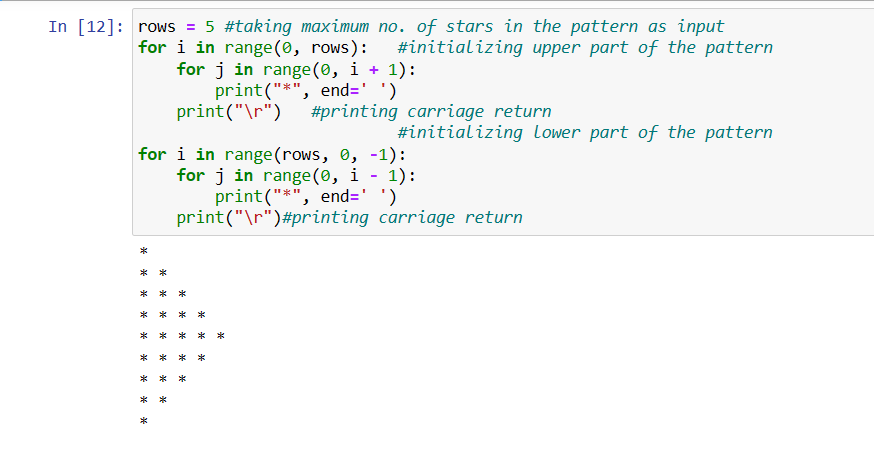 In [12]: rows = 5 #taking maximum no. of stars in the pattern as input
for i in range(0, rows):   #initializing upper part of the pattern
    for j in range(0, i + 1):
        print("*", end=' ')
    print("\r")   #printing carriage return
                           #initializing lower part of the pattern
for i in range(rows, 0, -1):
    for j in range(0, i - 1):
        print("*", end=' ')
    print("\r")#printing carriage return
*
* *
* * *
* * * *
* * * * *
* * * *
* * *
* *
*